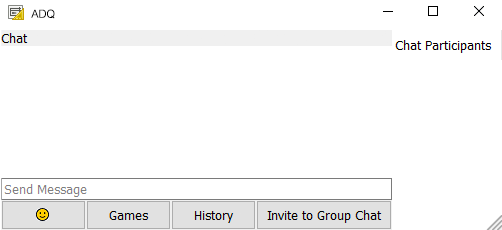 ADQ
Chat
Chat Participants
Send Message
Games
History
Invite to Group Chat